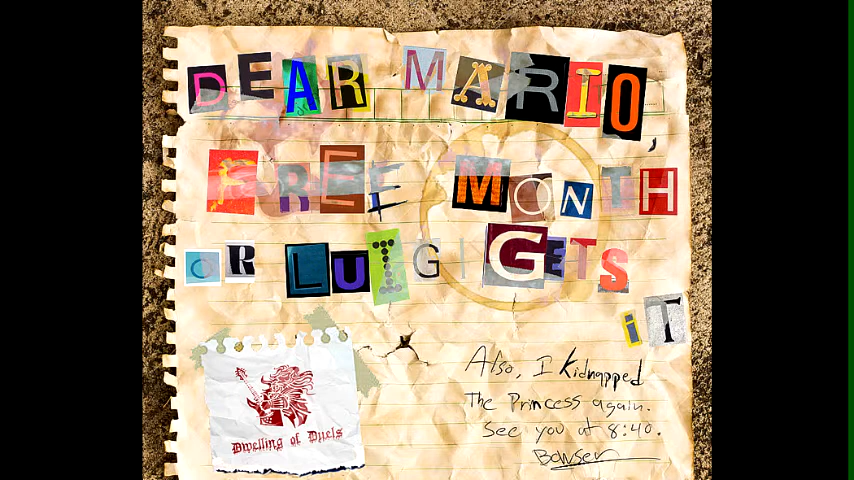 DEAR MARIO,
FREE MONTH
OR LUIGI GETS
iT
Also, I Kidnapped
The Princess again.
See you at 8:40.
Bowser
Dwelling of Duels